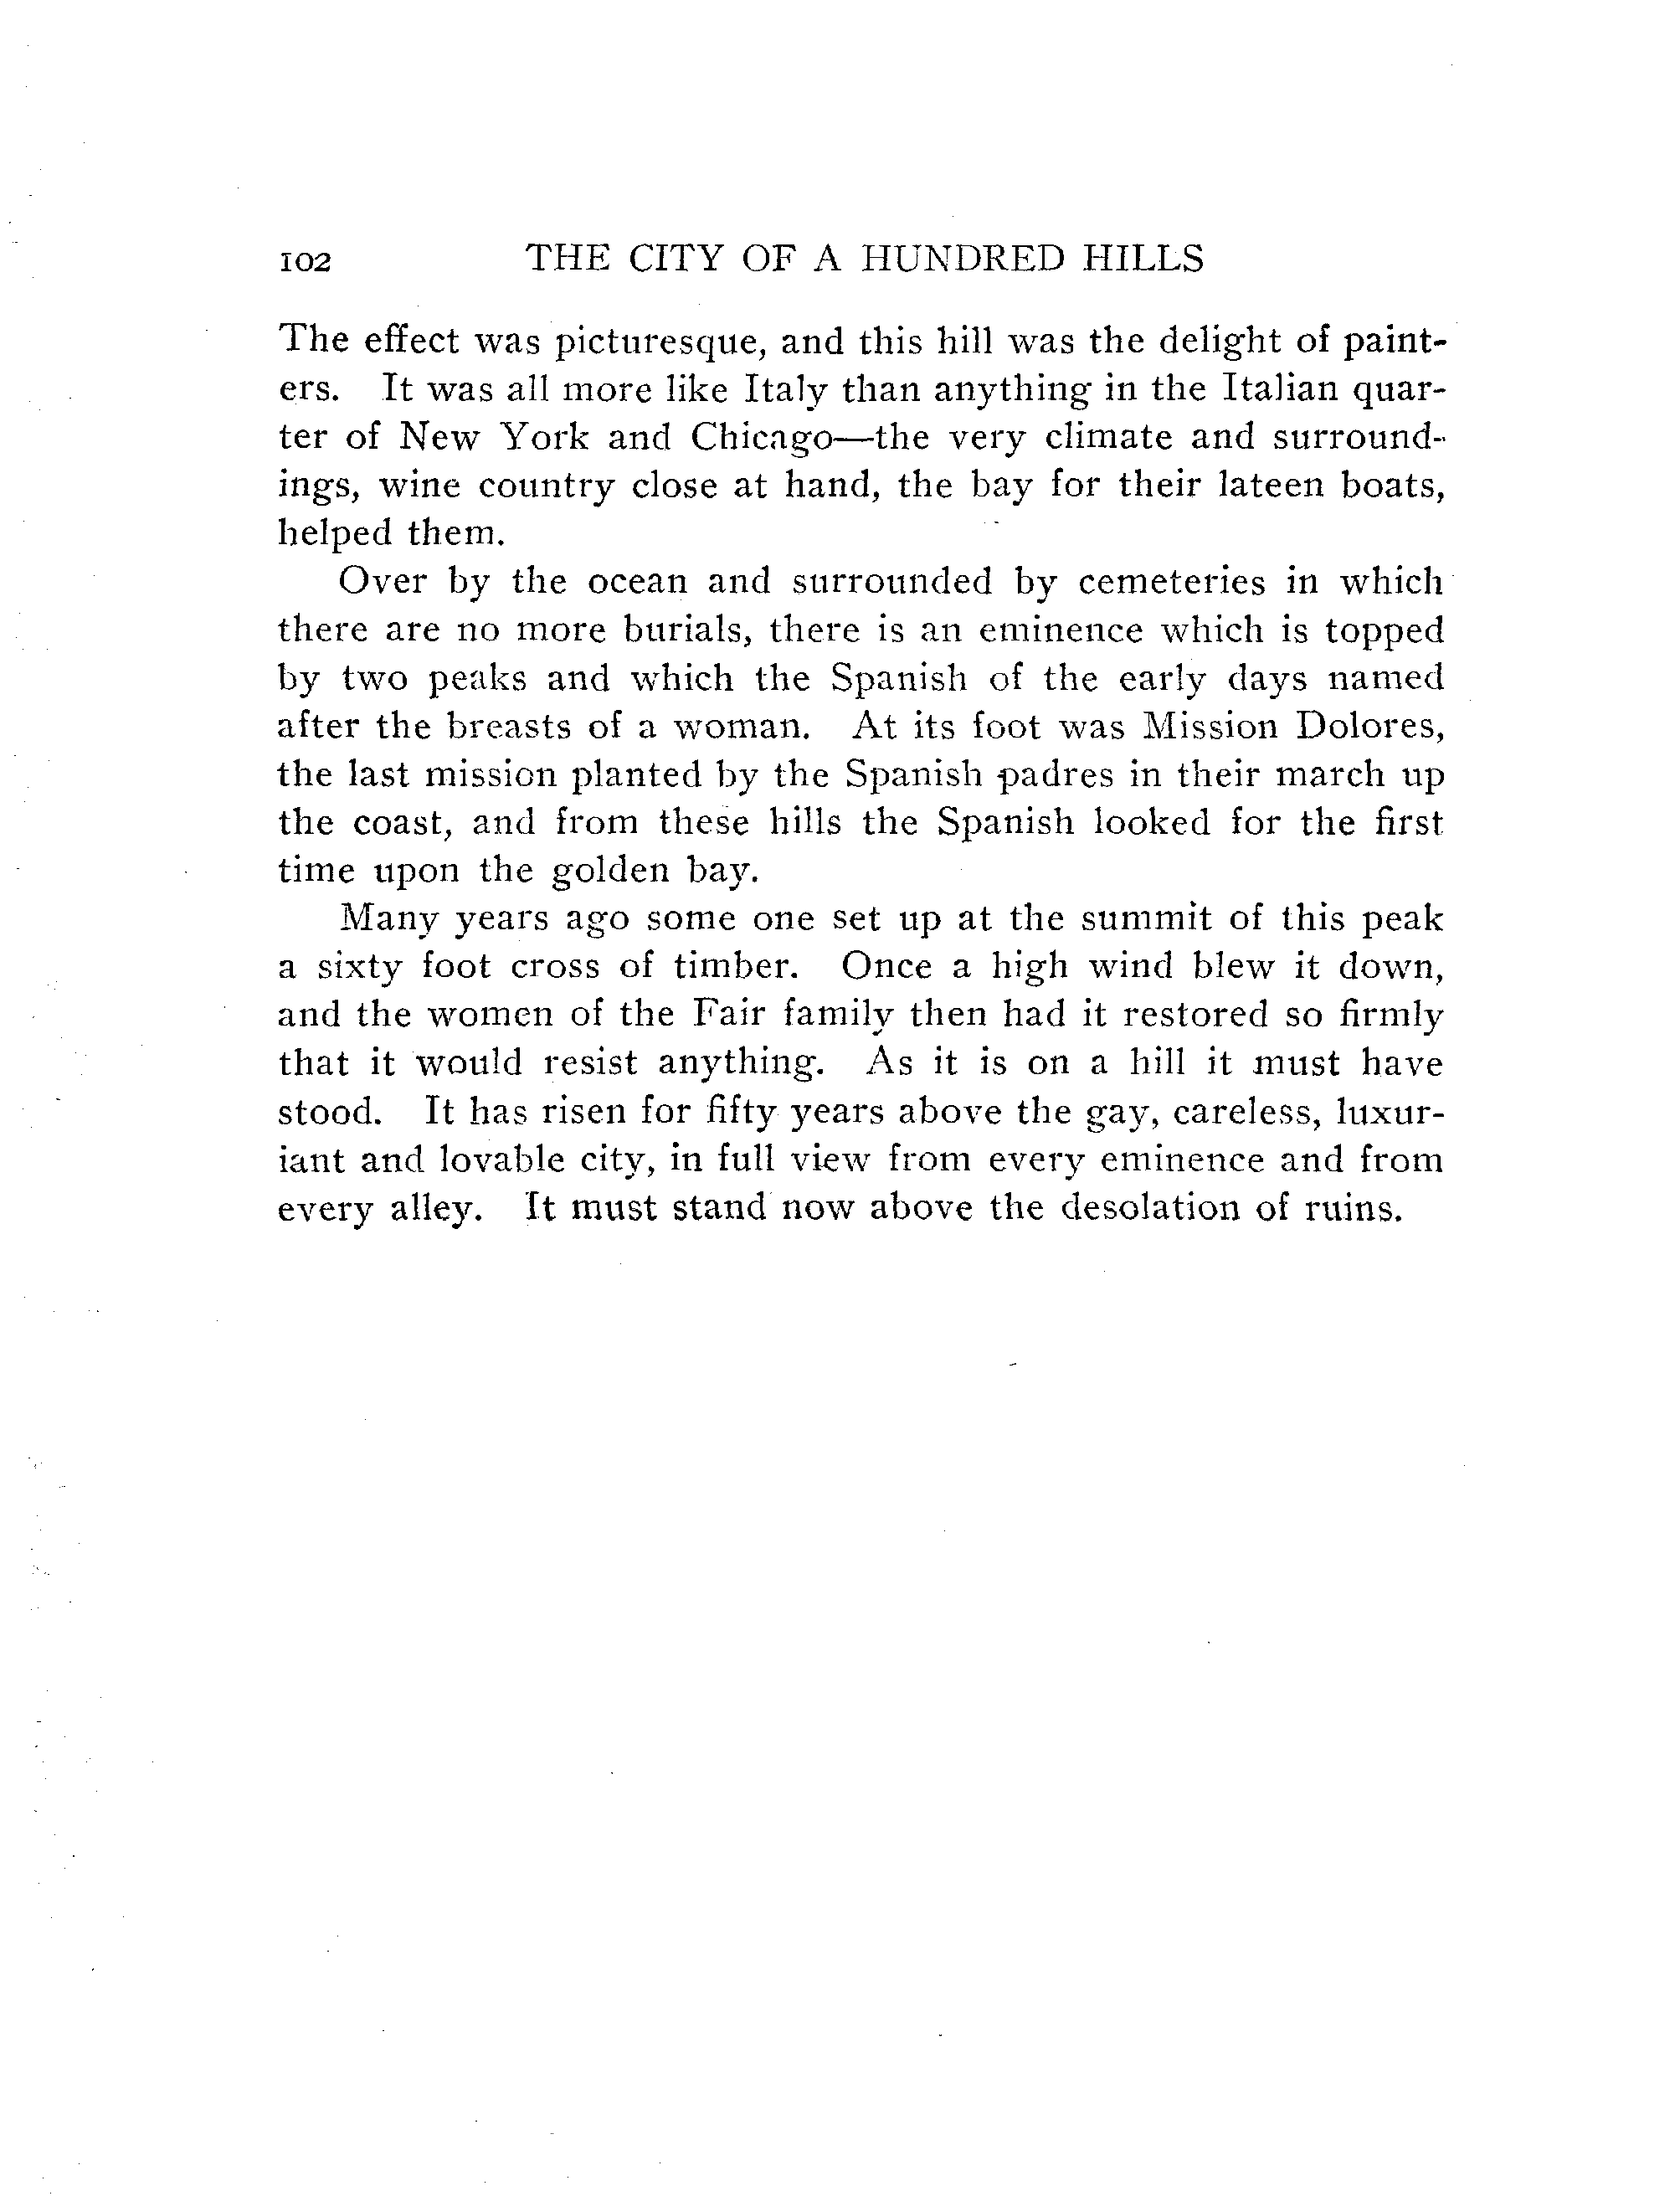 102 THE CITY OF A HUNDRED HILLS
The effect was picturesque, and this hill was the delight of paint-
ers. It was all more like Italy than anything in the Italian quar-
ter of New York and Chicago—the very climate and surround-
ings, wine country close at hand, the bay for their lateen boats,
helped them.
Over by the ocean and surrounded by cemeteries in which
there are no more burials, there is an eminence which is topped
by two peaks and which the Spanish of the early days named
after the breasts of a woman. At its foot was Mission Dolores,
the last mission planted by the Spanish padres in their march up
the coast, and from these hills the Spanish looked for the first
time upon the golden bay.
Many years ago some one set up at the summit of this peak
a sixty foot cross of timber. Once a high wind blew it down,
and the women of the Fair family then had it restored so firmly
that it would resist anything. As it is on a hill it must have
stood. It has risen for fifty years above the gay, careless, luxur-
iant and lovable city, in full view from every eminence and from
every alley. It must stand now above the desolation of ruins.